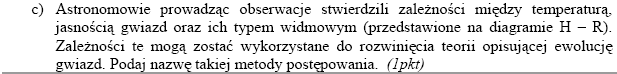 c) Astronomowie prowadząc obserwacje stwierdzili zależności między temperaturą,
jasnością gwiazd oraz ich typem widmowym (przedstawione na diagramie H – R).
Zależności te mogą zostać wykorzystane do rozwinięcia teorii opisującej ewolucję
gwiazd. Podaj nazwę takiej metody postępowania. (1pkt)